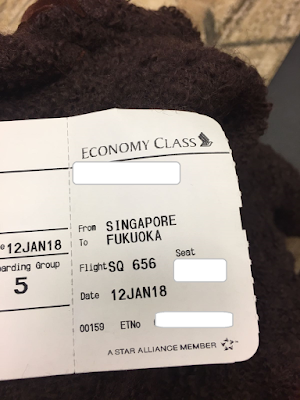 ECONOMY CLASS
From SINGAPORE
To FUKUOKA
12JAN18
Flight SQ 656
Seat
arding Group
5
Date 12JAN18
00159 ETNo
A STAR ALLIANCE MEMBER